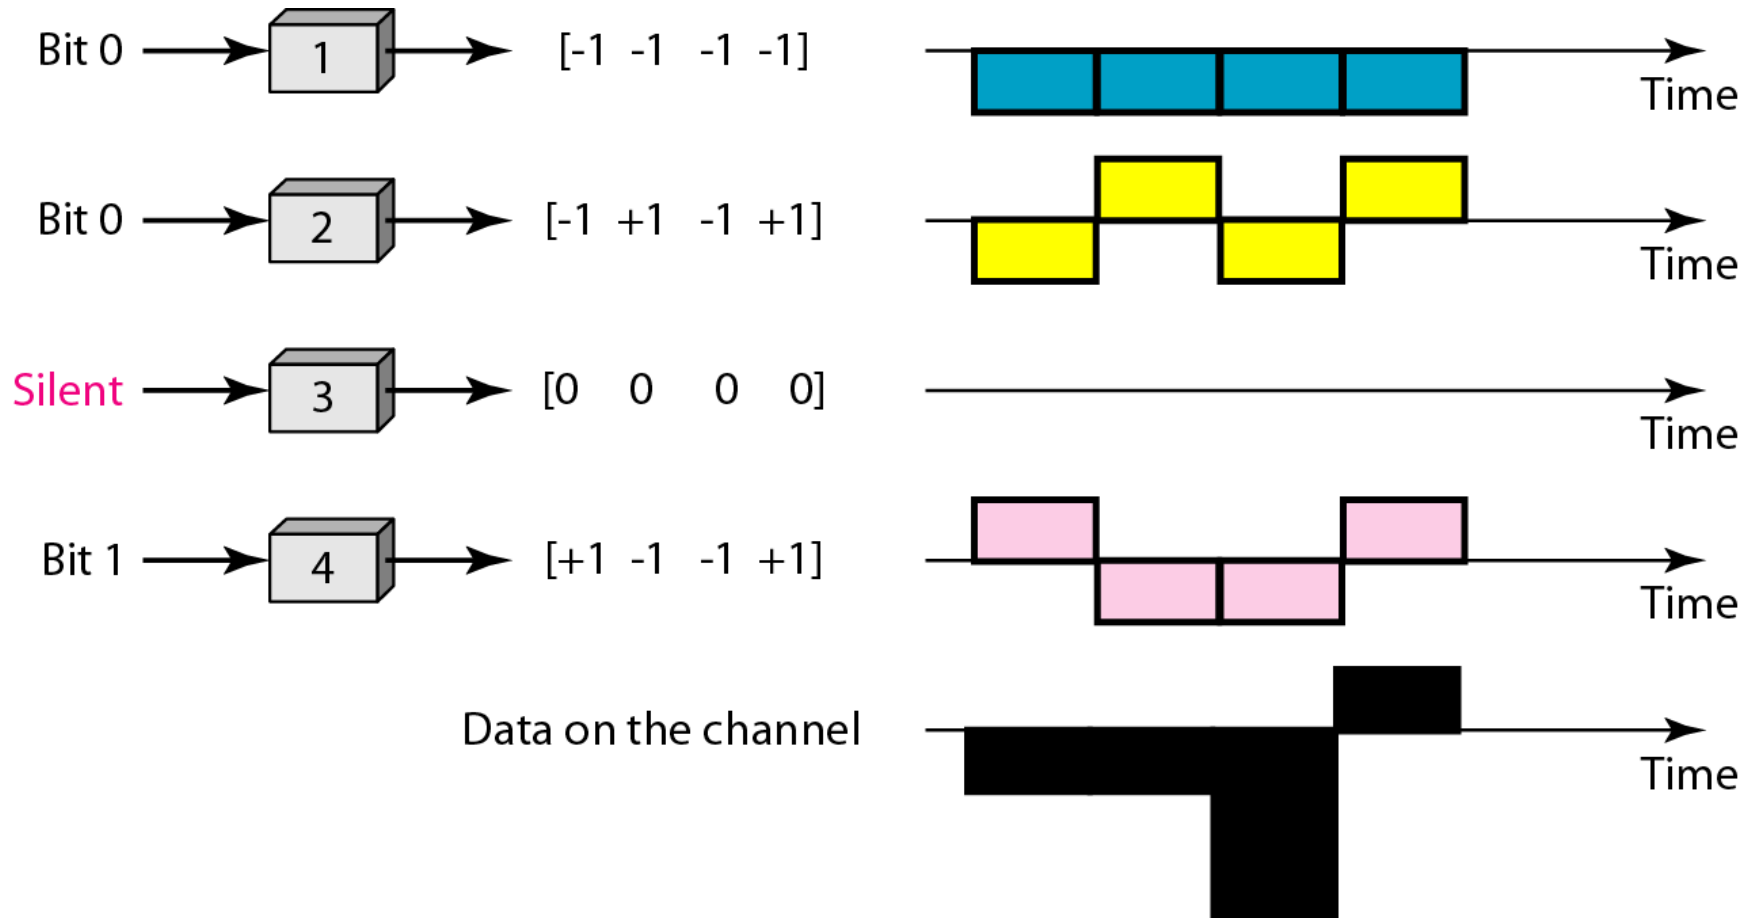 Bit 0 1 [-1 -1 -1 -1]
Time
Bit 0 2 [-1 +1 -1 +1]
Time
Silent 3 [0 0 0 0]
Time
Bit 1 4 [+1 -1 -1 +1]
Time
Data on the channel
Time